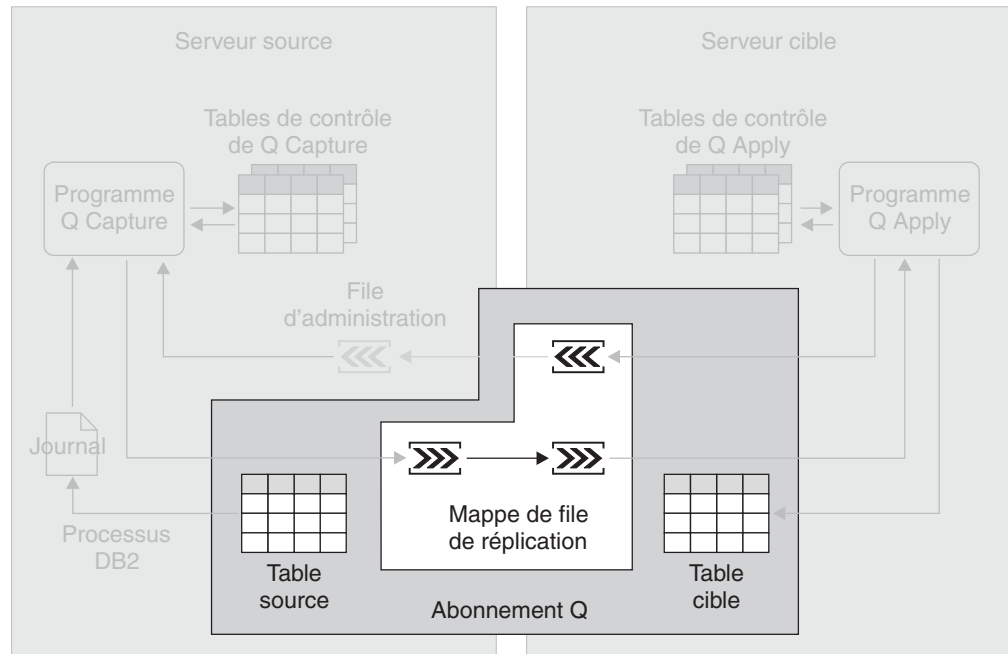 Serveur source
Serveur cible
Tables de contrôle
de Q Capture
Tables de contrôle
de Q Apply
Programme
Q Capture
Programme
Q Apply
File
d'administration
Journal
Mappe de file
de réplication
Processus
DB2
Table
source
Table
cible
Abonnement Q